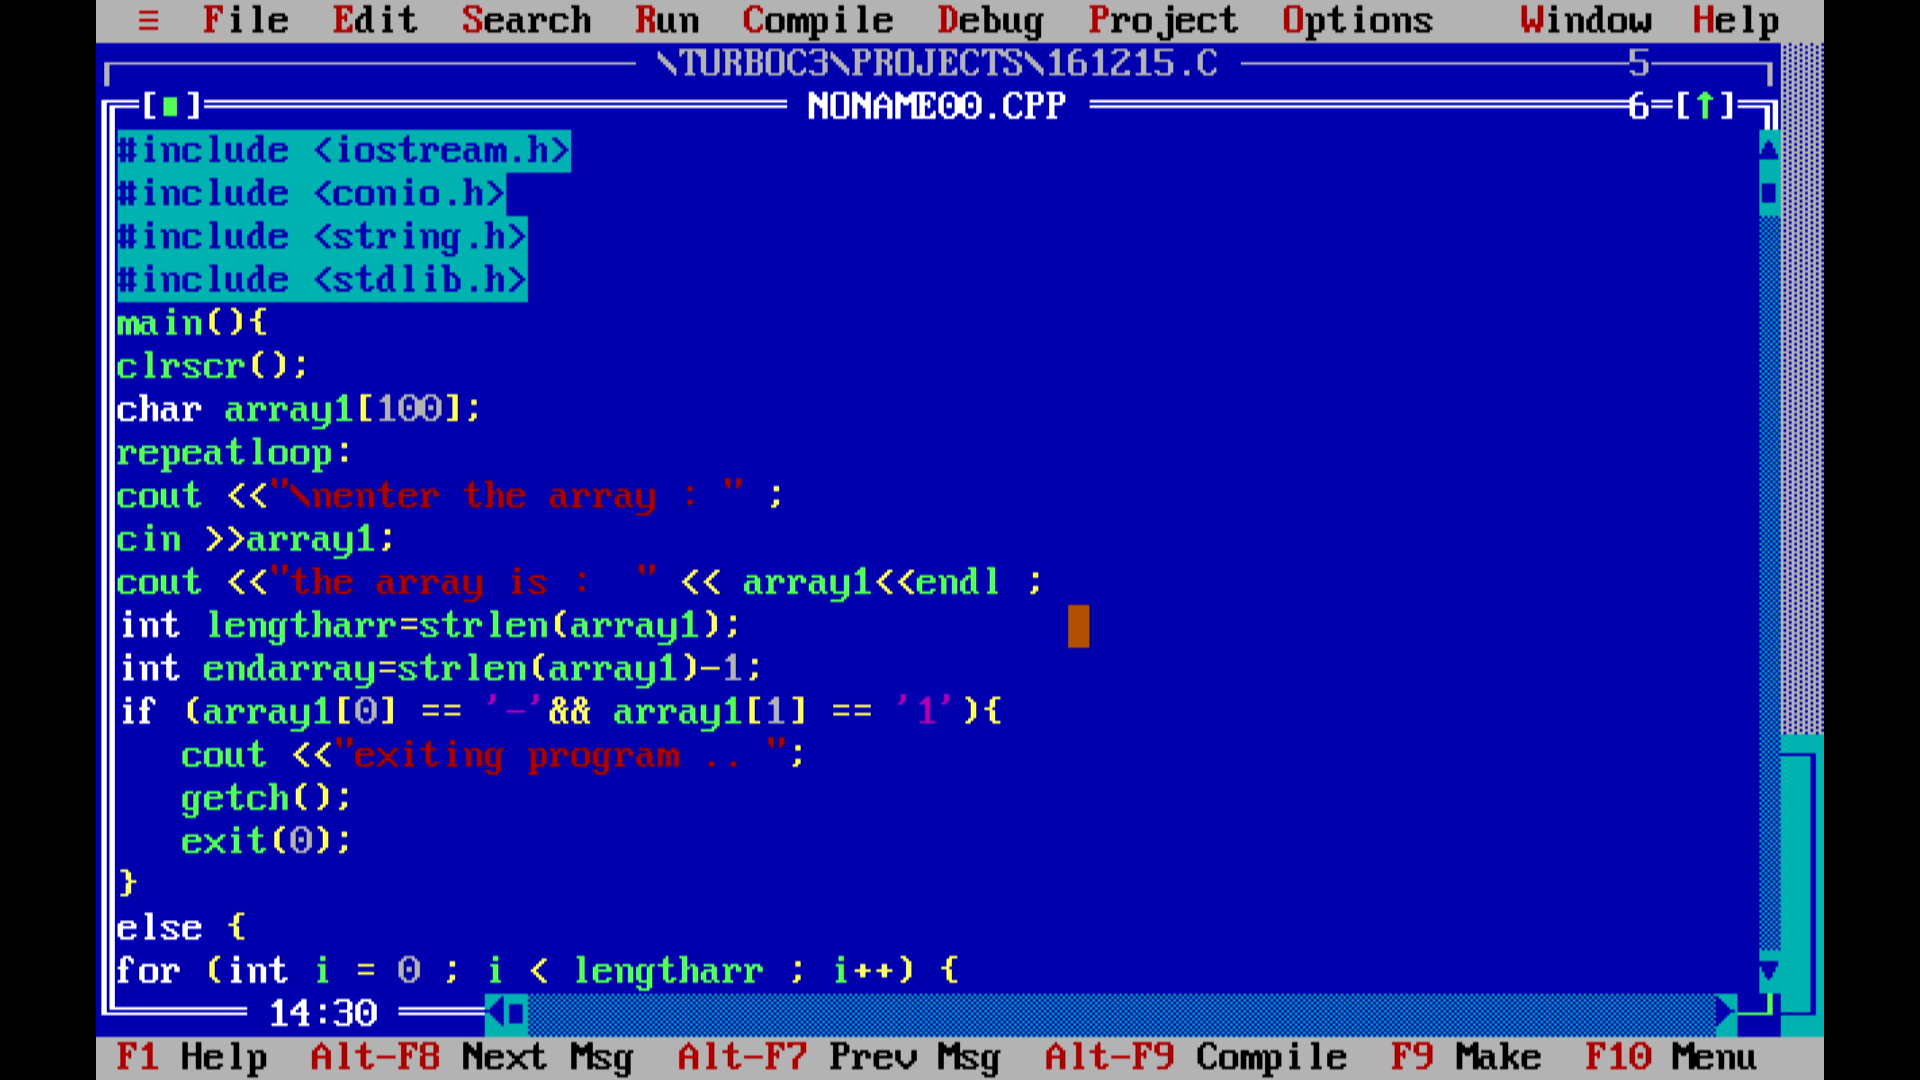 ≡ File Edit Search Run Compile Debug Project Options Window Help
\TURBOC3\PROJECTS\161215.C 5
[■] NONAME00.CPP 6=[↑]
#include <iostream.h>
#include <conio.h>
#include <string.h>
#include <stdlib.h>
main(){
clrscr();
char array1[100];
repeatloop:
cout <<"\nenter the array : " ;
cin >>array1;
cout <<"the array is :  " << array1<<endl ;
int lengtharr=strlen(array1);
int endarray=strlen(array1)-1;
if (array1[0] == '-'&& array1[1] == '1'){
   cout <<"exiting program .. ";
   getch();
   exit(0);
}
else {
for (int i = 0 ; i < lengtharr ; i++) {
14:30
F1 Help Alt-F8 Next Msg Alt-F7 Prev Msg Alt-F9 Compile F9 Make F10 Menu